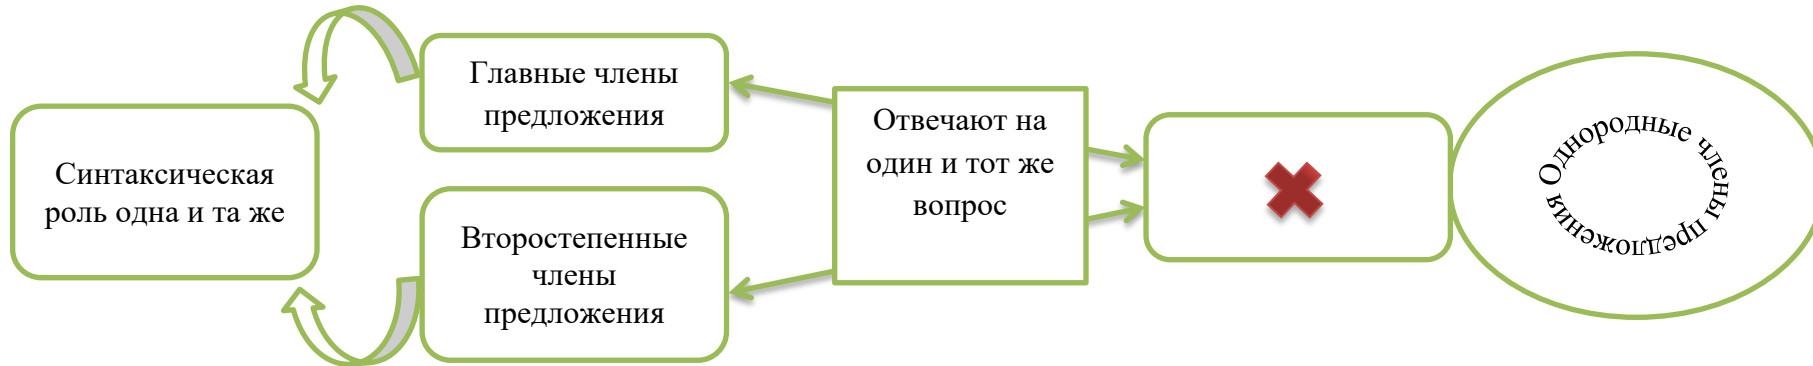 Синтаксическая
роль одна и та же
Главные члены
предложения
Второстепенные
члены
предложения
Отвечают на
один и тот же
вопрос
Однородные члены предложения